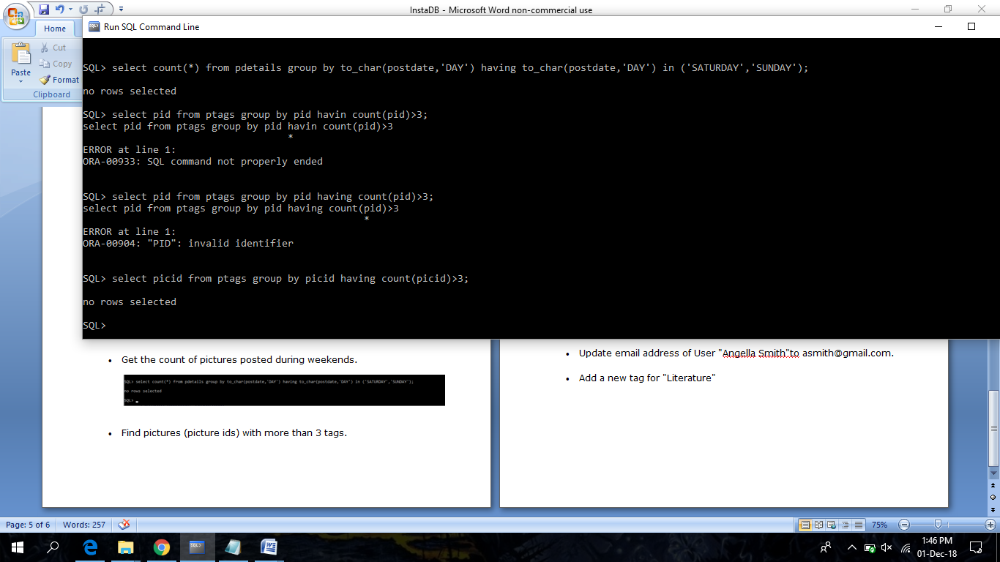 InstaDB - Microsoft Word non-commercial use
Home
Run SQL Command Line
Paste
Cut
Copy
Format
Clipboard
SQL> select count(*) from pdetails group by to_char(postdate,'DAY') having to_char(postdate,'DAY') in ('SATURDAY','SUNDAY');
no rows selected
SQL> select pid from ptags group by pid havin count(pid)>3;
select pid from ptags group by pid havin count(pid)>3
*
ERROR at line 1:
ORA-00933: SQL command not properly ended
SQL> select pid from ptags group by pid having count(pid)>3;
select pid from ptags group by pid having count(pid)>3
*
ERROR at line 1:
ORA-00904: "PID": invalid identifier
SQL> select picid from ptags group by picid having count(picid)>3;
no rows selected
SQL>
• Get the count of pictures posted during weekends.
SQL> select count(*) from pdetails group by to_char(postdate,'DAY') having to_char(postdate,'DAY') in ('SATURDAY','SUNDAY');
no rows selected
SQL>
• Find pictures (picture ids) with more than 3 tags.
• Update email address of User "Angella Smith"to asmith@gmail.com.
• Add a new tag for "Literature"
Page: 5 of 6
Words: 257
75%
1:46 PM
01-Dec-18